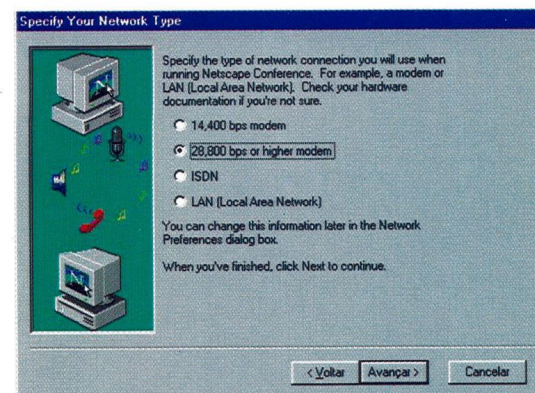 Specify Your Network Type
Specify the type of network connection you will use when
running Netscape Conference. For example, a modem or
LAN (Local Area Network). Check your hardware
documentation if you're not sure.
14,400 bps modem
28,800 bps or higher modem
ISDN
LAN (Local Area Network)
You can change this information later in the Network
Preferences dialog box.
When you've finished, click Next to continue.
< Voltar
Avançar >
Cancelar